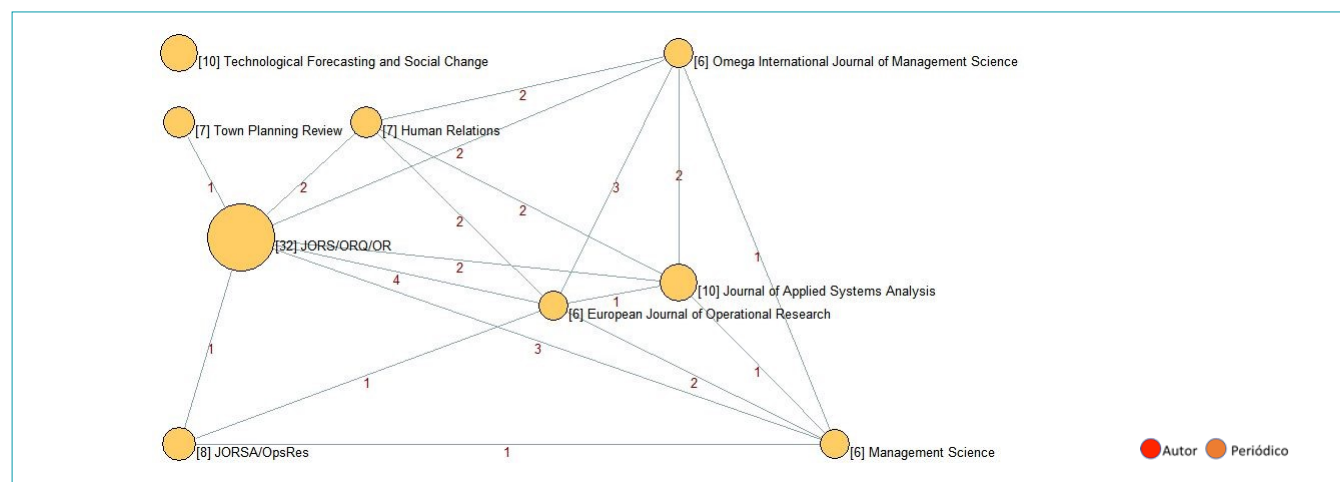 [10] Technological Forecasting and Social Change
[6] Omega International Journal of Management Science
2
[7] Town Planning Review
[7] Human Relations
2
1
2
3
2
2
2
[32] JORS/ORQ/OR
2
4
1
[10] Journal of Applied Systems Analysis
1
[6] European Journal of Operational Research
1
3
1
1
2
[8] JORSA/OpsRes
1
[6] Management Science
Autor
Periódico